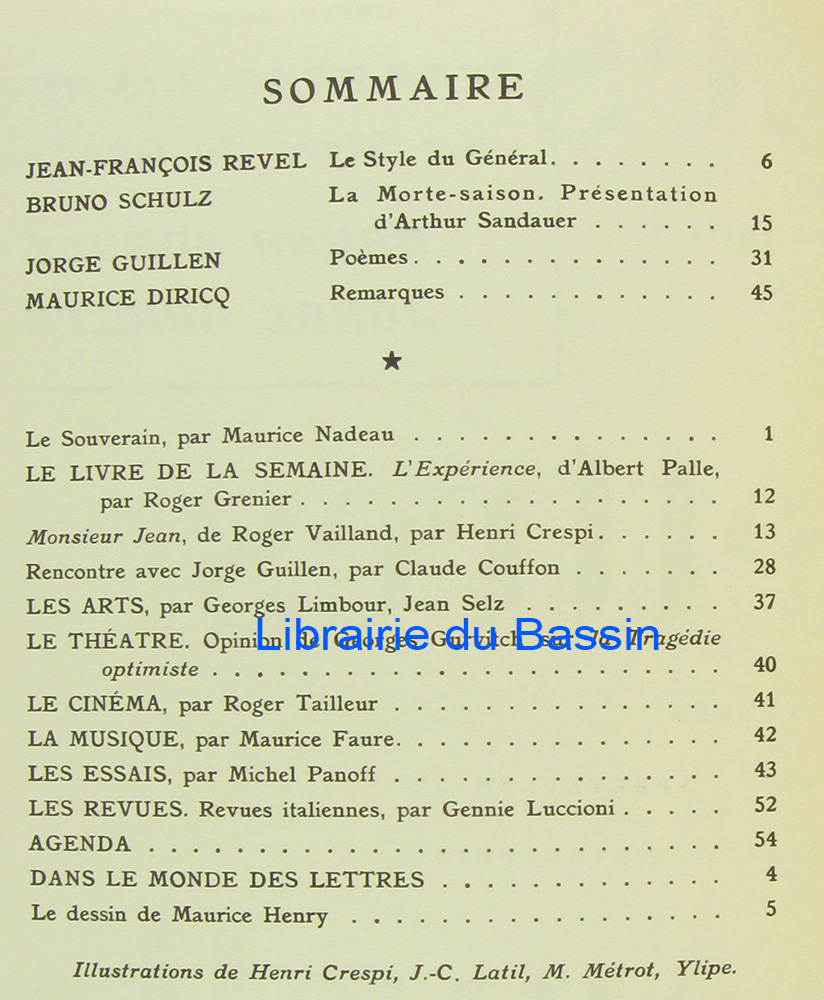 SOMMAIRE
JEAN-FRANÇOIS REVEL Le Style du Général. . . . . . . . 6
BRUNO SCHULZ La Morte-saison. Présentation
d'Arthur Sandauer . . . . . . 15
JORGE GUILLEN Poèmes. . . . . . . . . . . . . . 31
MAURICE DIRICQ Remarques . . . . . . . . . . . . 45
★
Le Souverain, par Maurice Nadeau . . . . . . . . . . . . . . 1
LE LIVRE DE LA SEMAINE. L'Expérience, d'Albert Palle,
par Roger Grenier . . . . . . . . . . . . . . . . . . . 12
Monsieur Jean, de Roger Vailland, par Henri Crespi. . . . . . 13
Rencontre avec Jorge Guillen, par Claude Couffon . . . . . . . 28
LES ARTS, par Georges Limbour, Jean Selz . . . . . . . . . 37
LE THÉATRE. Opinion de Georges Gurvitch sur la Tragédie
optimiste . . . . . . . . . . . . . . . . . . . . . . . 40
Librairie du Bassin
LE CINÉMA, par Roger Tailleur . . . . . . . . . . . . . . . 41
LA MUSIQUE, par Maurice Faure. . . . . . . . . . . . . . . 42
LES ESSAIS, par Michel Panoff . . . . . . . . . . . . . . . 43
LES REVUES. Revues italiennes, par Gennie Luccioni . . . . . 52
AGENDA . . . . . . . . . . . . . . . . . . . . . . . . . . 54
DANS LE MONDE DES LETTRES . . . . . . . . . . . . . 4
Le dessin de Maurice Henry . . . . . . . . . . . . . . . . . 5
Illustrations de Henri Crespi, J.-C. Latil, M. Métrot, Ylipe.